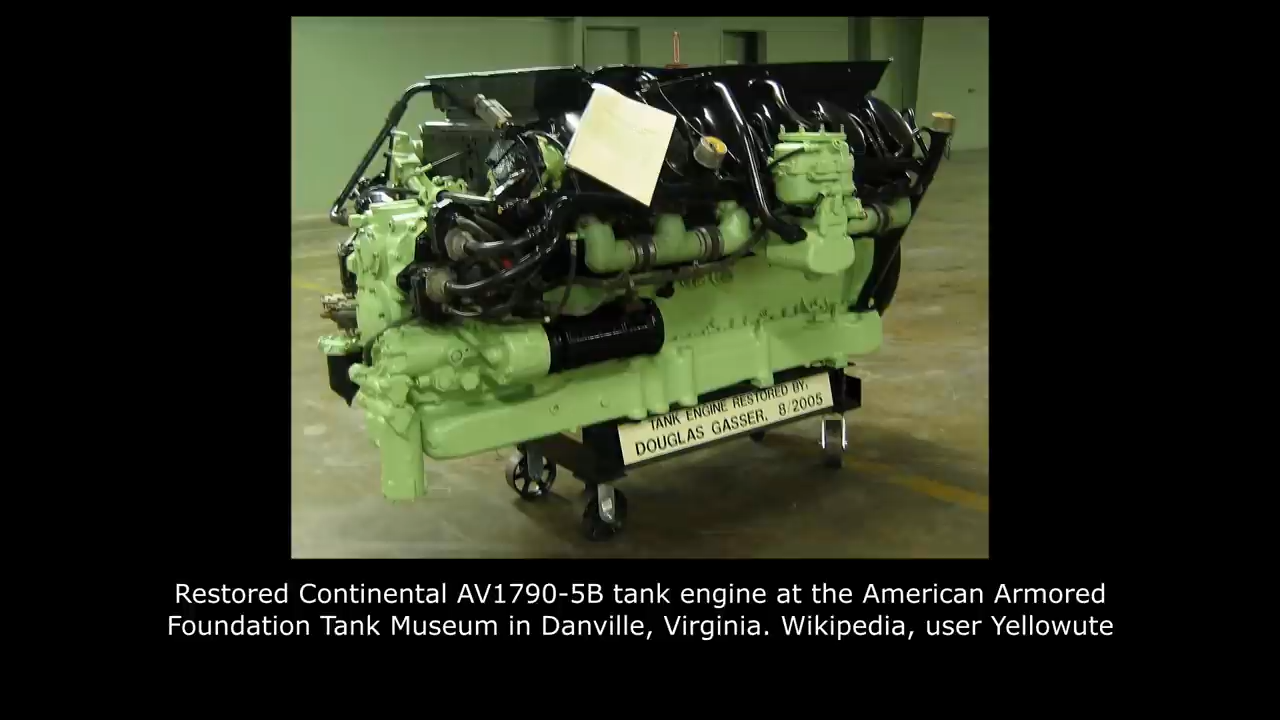 TANK ENGINE RESTORED BY:
DOUGLAS GASSER. 8/2005
Restored Continental AV1790-5B tank engine at the American Armored
Foundation Tank Museum in Danville, Virginia. Wikipedia, user Yellowute